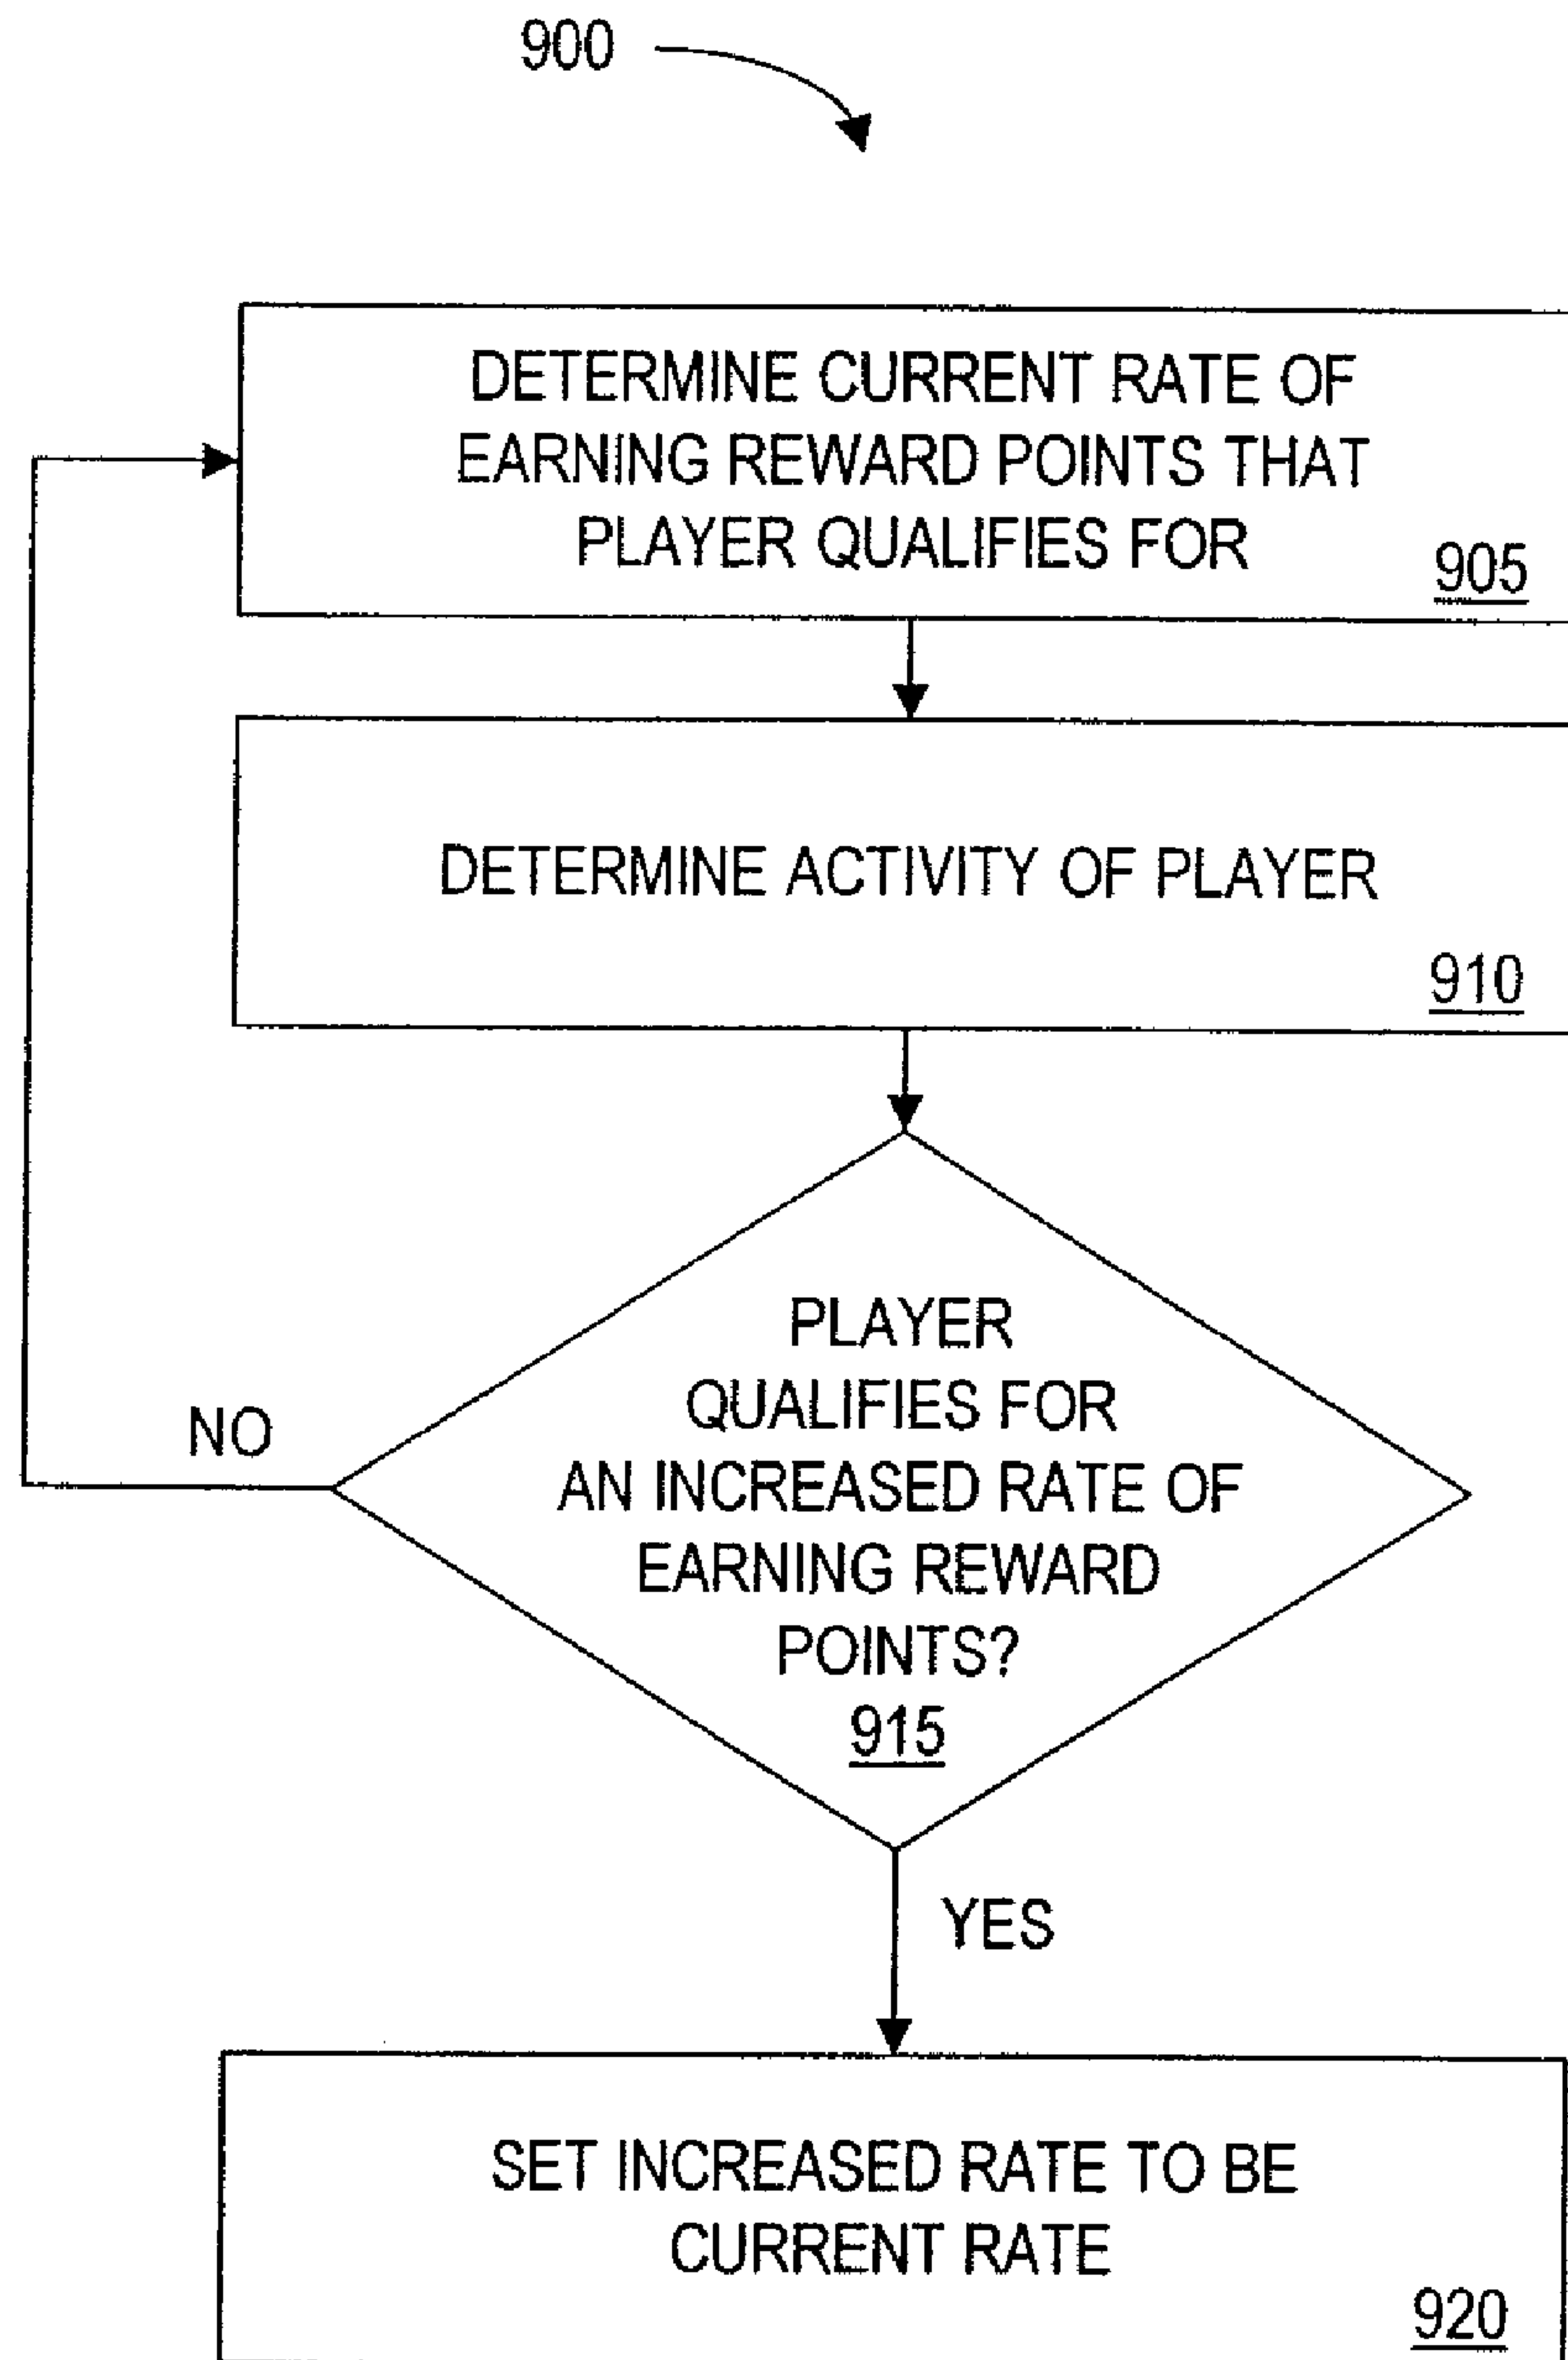 900
DETERMINE CURRENT RATE OF
EARNING REWARD POINTS THAT
PLAYER QUALIFIES FOR
905
DETERMINE ACTIVITY OF PLAYER
910
PLAYER
QUALIFIES FOR
AN INCREASED RATE OF
EARNING REWARD
POINTS?
915
NO
YES
SET INCREASED RATE TO BE
CURRENT RATE
920